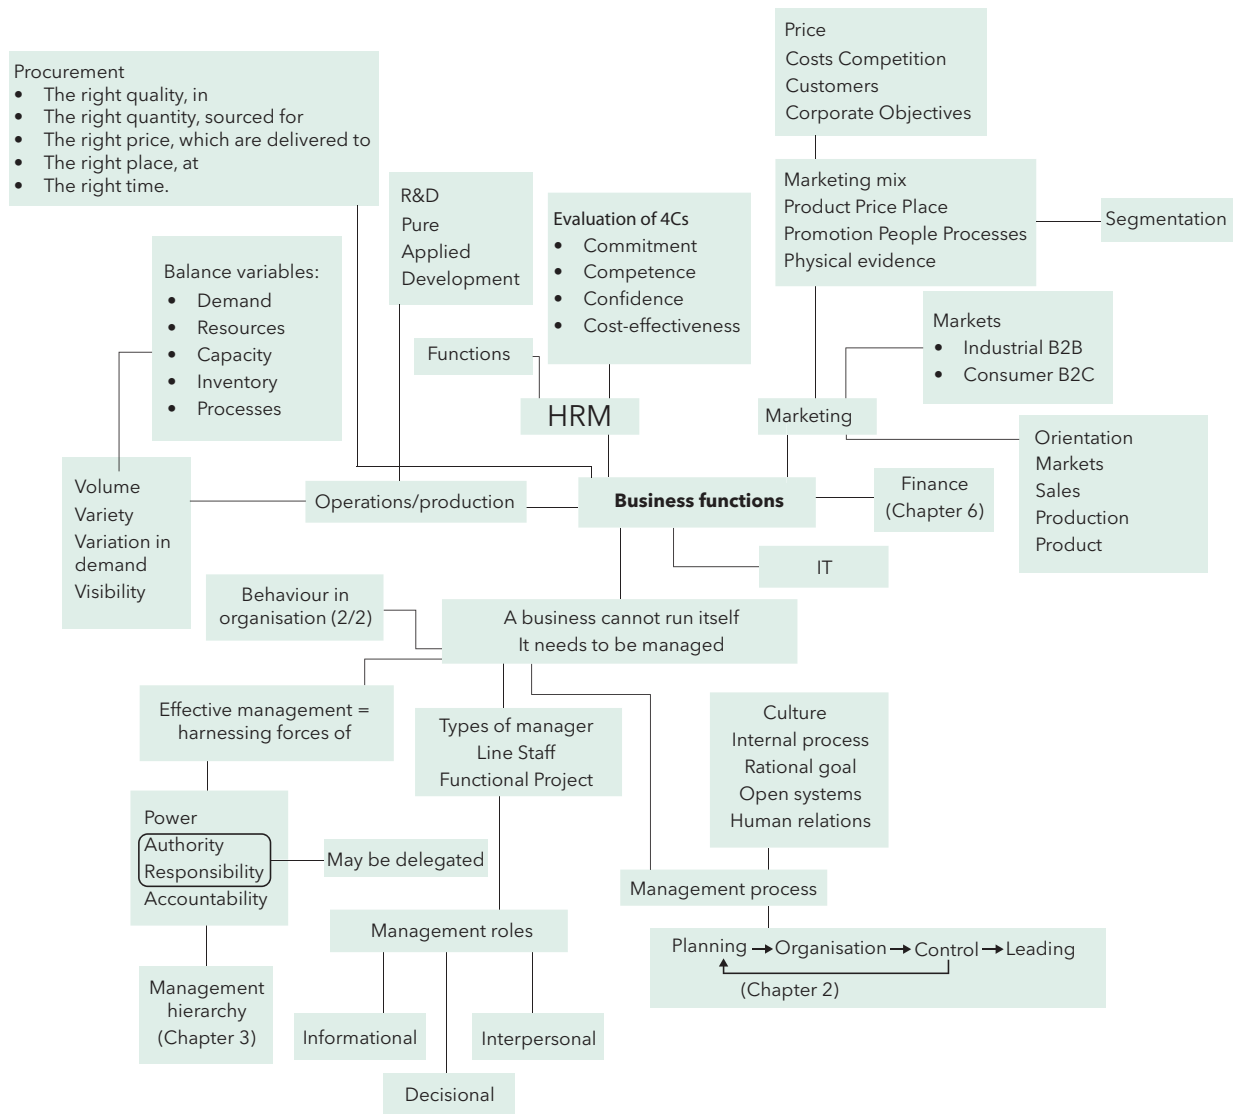 Price
Costs Competition
Customers
Corporate Objectives
Procurement
• The right quality, in
• The right quantity, sourced for
• The right price, which are delivered to
• The right place, at
• The right time.
R&D
Pure
Applied
Development
Evaluation of 4Cs
• Commitment
• Competence
• Confidence
• Cost-effectiveness
Marketing mix
Product Price Place
Promotion People Processes
Physical evidence
Segmentation
Balance variables:
• Demand
• Resources
• Capacity
• Inventory
• Processes
Functions
Markets
• Industrial B2B
• Consumer B2C
HRM
Marketing
Orientation
Markets
Sales
Production
Product
Volume
Variety
Variation in
demand
Visibility
Operations/production
Business functions
Finance
(Chapter 6)
IT
Behaviour in
organisation (2/2)
A business cannot run itself
It needs to be managed
Effective management =
harnessing forces of
Types of manager
Line Staff
Functional Project
Culture
Internal process
Rational goal
Open systems
Human relations
Power
Authority
Responsibility
Accountability
May be delegated
Management process
Management roles
Planning Organisation Control Leading
(Chapter 2)
Management
hierarchy
(Chapter 3)
Informational
Interpersonal
Decisional